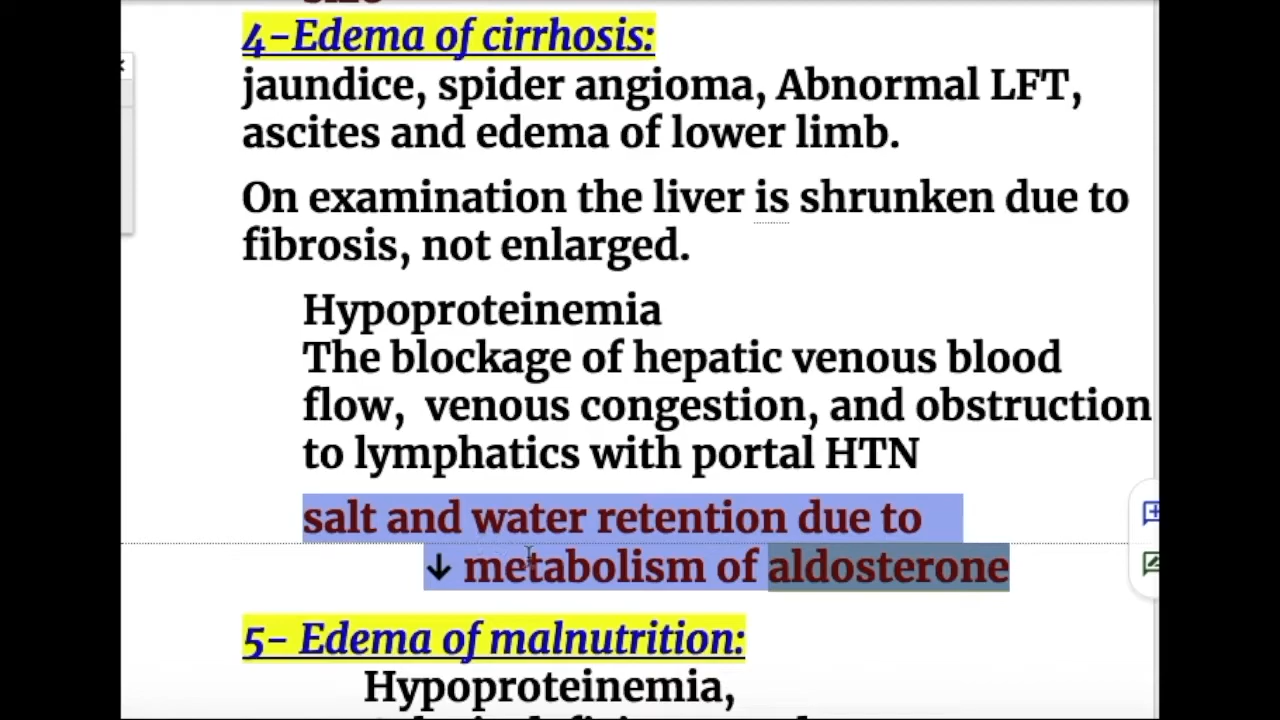 4-Edema of cirrhosis:
jaundice, spider angioma, Abnormal LFT,
ascites and edema of lower limb.
On examination the liver is shrunken due to
fibrosis, not enlarged.
Hypoproteinemia
The blockage of hepatic venous blood
flow, venous congestion, and obstruction
to lymphatics with portal HTN
salt and water retention due to
↓ metabolism of aldosterone
5- Edema of malnutrition:
Hypoproteinemia,